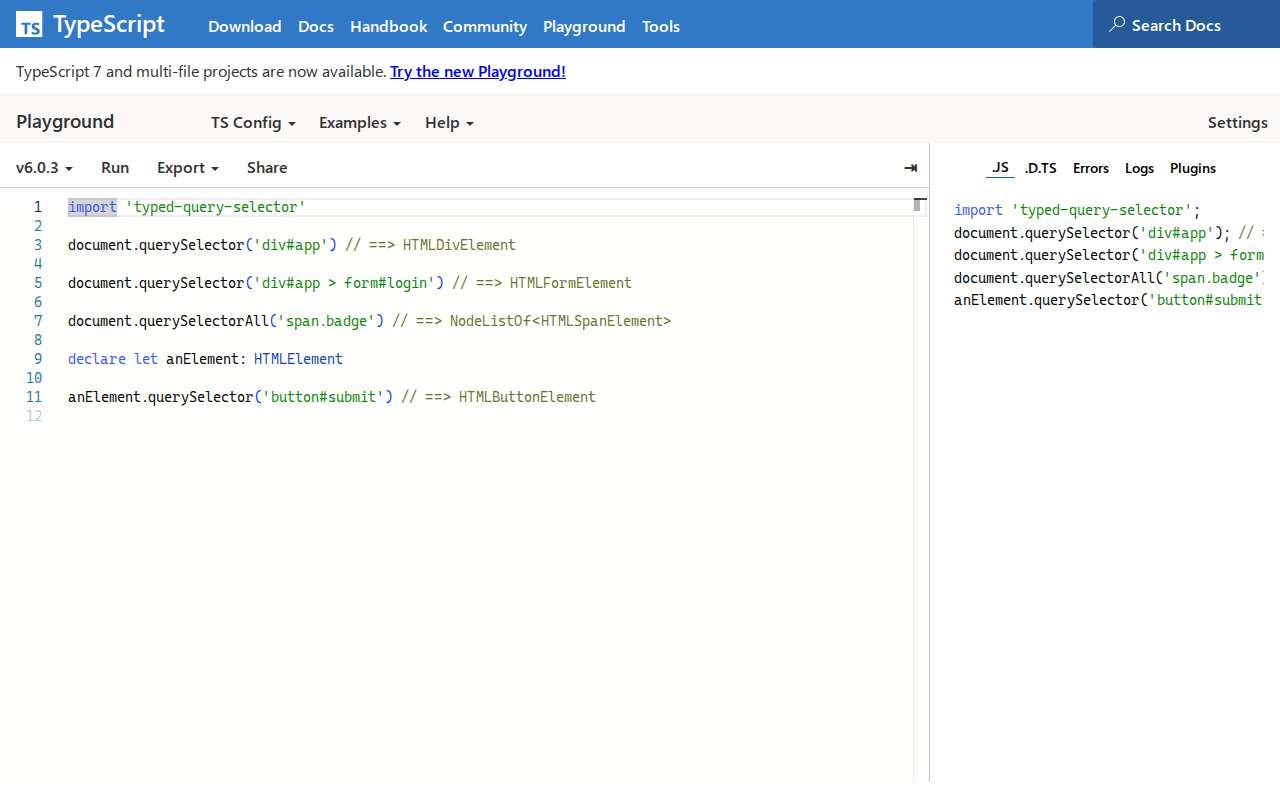 TS TypeScript Download Docs Handbook Community Playground Tools Search Docs
TypeScript 7 and multi-file projects are now available. Try the new Playground!
Playground TS Config Examples Help Settings
v6.0.3 Run Export Share
.JS .D.TS Errors Logs Plugins
1 import 'typed-query-selector'
2
3 document.querySelector('div#app') // ==> HTMLDivElement
4
5 document.querySelector('div#app > form#login') // ==> HTMLFormElement
6
7 document.querySelectorAll('span.badge') // ==> NodeListOf<HTMLSpanElement>
8
9 declare let anElement: HTMLElement
10
11 anElement.querySelector('button#submit') // ==> HTMLButtonElement
12
import 'typed-query-selector';
document.querySelector('div#app'); // =
document.querySelector('div#app > form
document.querySelectorAll('span.badge')
anElement.querySelector('button#submit